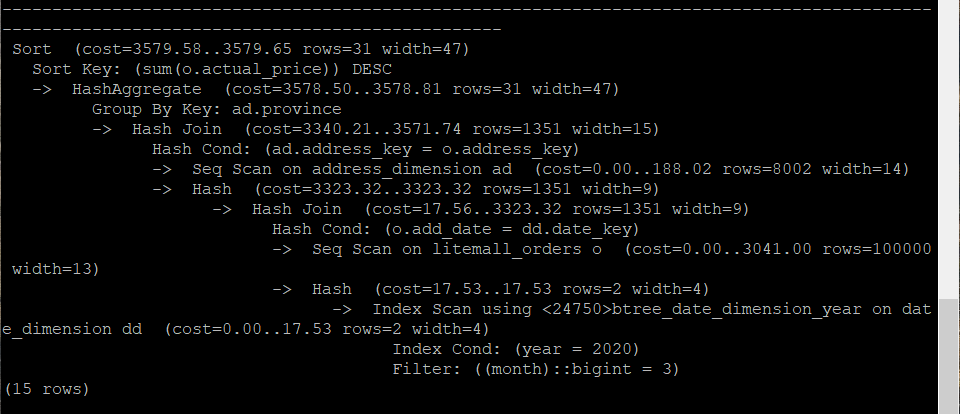 --------------------------------------------------------------------------------------------
--------------------------------------------------
Sort  (cost=3579.58..3579.65 rows=31 width=47)
  Sort Key: (sum(o.actual_price)) DESC
  ->  HashAggregate  (cost=3578.50..3578.81 rows=31 width=47)
        Group By Key: ad.province
        ->  Hash Join  (cost=3340.21..3571.74 rows=1351 width=15)
              Hash Cond: (ad.address_key = o.address_key)
              ->  Seq Scan on address_dimension ad  (cost=0.00..188.02 rows=8002 width=14)
              ->  Hash  (cost=3323.32..3323.32 rows=1351 width=9)
                    ->  Hash Join  (cost=17.56..3323.32 rows=1351 width=9)
                          Hash Cond: (o.add_date = dd.date_key)
                          ->  Seq Scan on litemall_orders o  (cost=0.00..3041.00 rows=100000
width=13)
                          ->  Hash  (cost=17.53..17.53 rows=2 width=4)
                                ->  Index Scan using <24750>btree_date_dimension_year on dat
e_dimension dd  (cost=0.00..17.53 rows=2 width=4)
                                      Index Cond: (year = 2020)
                                      Filter: ((month)::bigint = 3)
(15 rows)